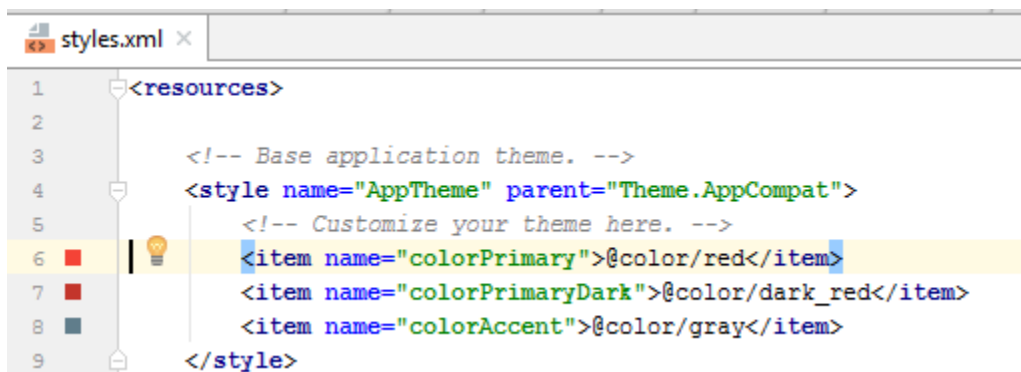 styles.xml
1 <resources>
2
3 <!-- Base application theme. -->
4 <style name="AppTheme" parent="Theme.AppCompat">
5 <!-- Customize your theme here. -->
6 <item name="colorPrimary">@color/red</item>
7 <item name="colorPrimaryDark">@color/dark_red</item>
8 <item name="colorAccent">@color/gray</item>
9 </style>